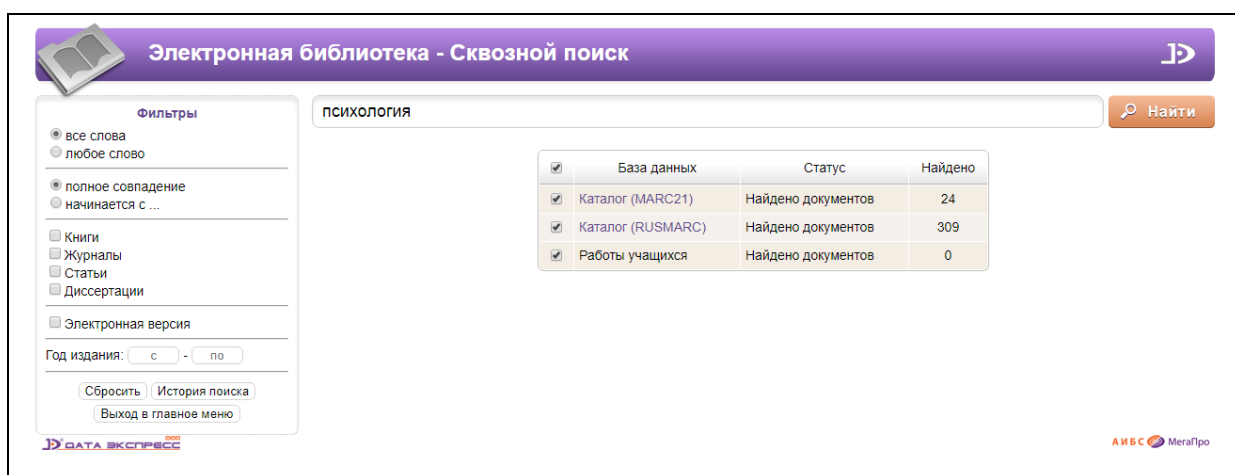 Электронная библиотека - Сквозной поиск
Фильтры
все слова
любое слово
полное совпадение
начинается с ...
Книги
Журналы
Статьи
Диссертации
Электронная версия
Год издания: с - по
Сбросить История поиска
Выход в главное меню
психология
Найти
База данных Статус Найдено
Каталог (MARC21) Найдено документов 24
Каталог (RUSMARC) Найдено документов 309
Работы учащихся Найдено документов 0
ДАТА ЭКСПРЕСС
АИБС МегаПро